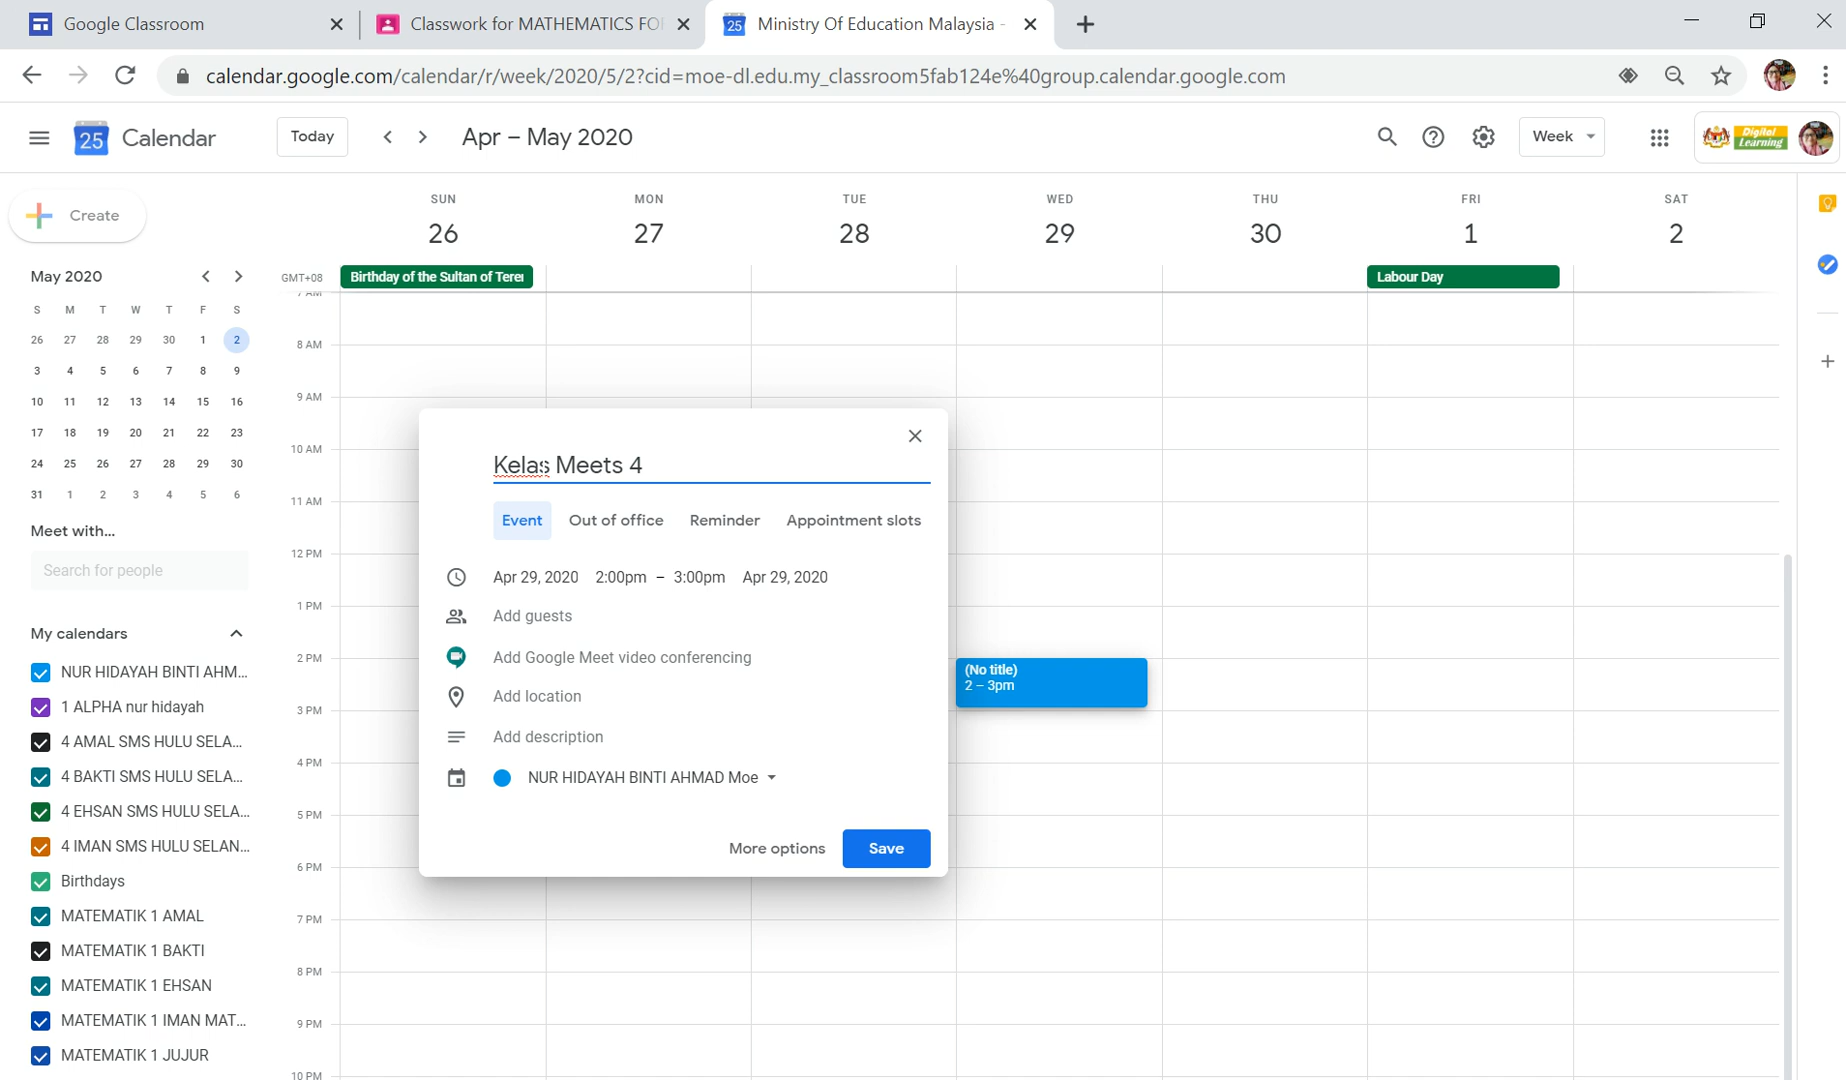 Google Classroom
Classwork for MATHEMATICS FO
Ministry Of Education Malaysia -
calendar.google.com/calendar/r/week/2020/5/2?cid=moe-dl.edu.my_classroom5fab124e%40group.calendar.google.com
25 Calendar
Today
Apr – May 2020
Week
Digital Learning
Create
SUN MON TUE WED THU FRI SAT
26 27 28 29 30 1 2
May 2020
GMT+08
Birthday of the Sultan of Tere
Labour Day
S M T W T F S
26 27 28 29 30 1 2
3 4 5 6 7 8 9
10 11 12 13 14 15 16
17 18 19 20 21 22 23
24 25 26 27 28 29 30
31 1 2 3 4 5 6
Meet with...
Search for people
My calendars
NUR HIDAYAH BINTI AHM...
1 ALPHA nur hidayah
4 AMAL SMS HULU SELA...
4 BAKTI SMS HULU SELA...
4 EHSAN SMS HULU SELA...
4 IMAN SMS HULU SELAN...
Birthdays
MATEMATIK 1 AMAL
MATEMATIK 1 BAKTI
MATEMATIK 1 EHSAN
MATEMATIK 1 IMAN MAT...
MATEMATIK 1 JUJUR
7 AM
8 AM
9 AM
10 AM
11 AM
12 PM
1 PM
2 PM
3 PM
4 PM
5 PM
6 PM
7 PM
8 PM
9 PM
10 PM
Kelas Meets 4
Event Out of office Reminder Appointment slots
Apr 29, 2020 2:00pm – 3:00pm Apr 29, 2020
Add guests
Add Google Meet video conferencing
Add location
Add description
NUR HIDAYAH BINTI AHMAD Moe
More options Save
(No title)
2 – 3pm